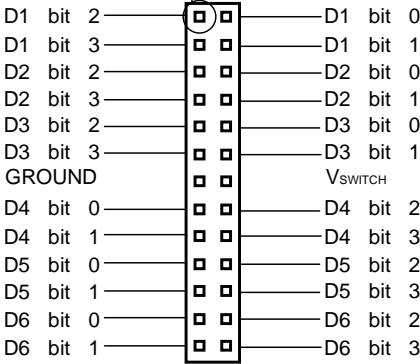 D1 bit 2 D1 bit 0
D1 bit 3 D1 bit 1
D2 bit 2 D2 bit 0
D2 bit 3 D2 bit 1
D3 bit 2 D3 bit 0
D3 bit 3 D3 bit 1
GROUND VSWITCH
D4 bit 0 D4 bit 2
D4 bit 1 D4 bit 3
D5 bit 0 D5 bit 2
D5 bit 1 D5 bit 3
D6 bit 0 D6 bit 2
D6 bit 1 D6 bit 3